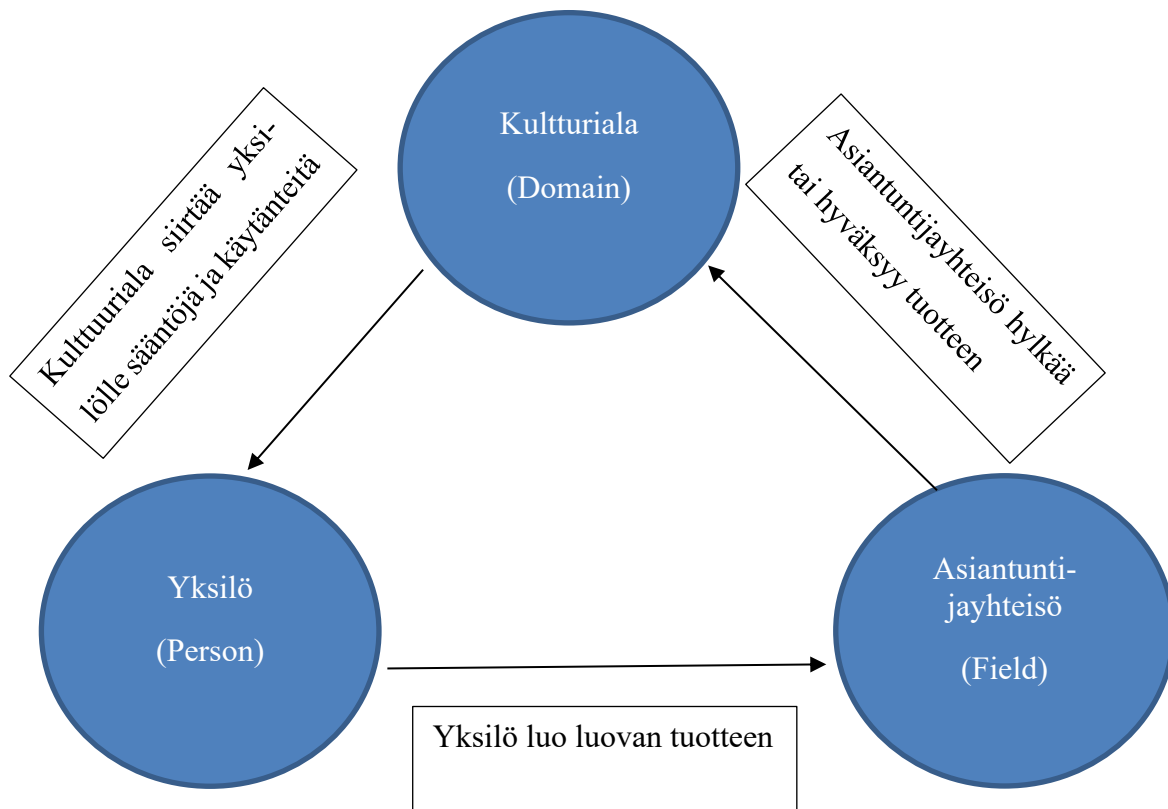 Kultturiala
(Domain)
Kulttuuriala siirtää yksi-
lölle sääntöjä ja käytänteitä
Asiantuntijayhteisö hylkää
tai hyväksyy tuotteen
Yksilö
(Person)
Asiantunti-
jayhteisö
(Field)
Yksilö luo luovan tuotteen